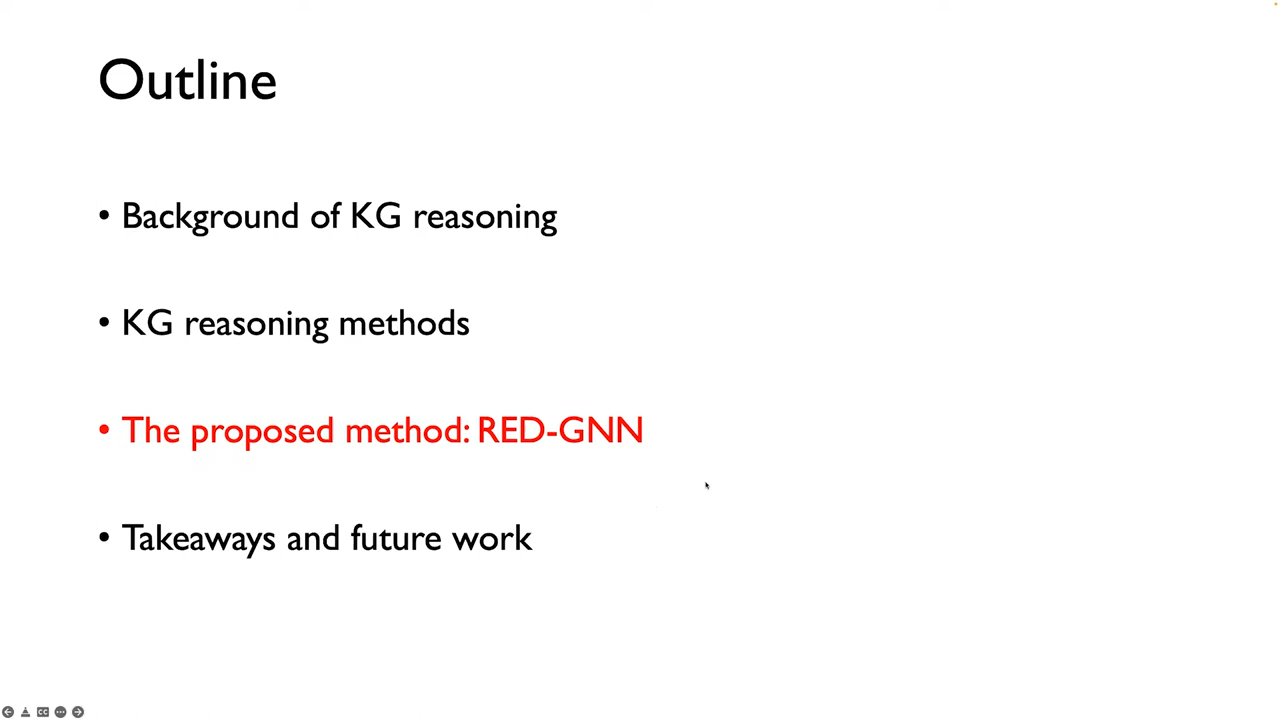 Outline
• Background of KG reasoning
• KG reasoning methods
• The proposed method: RED-GNN
• Takeaways and future work